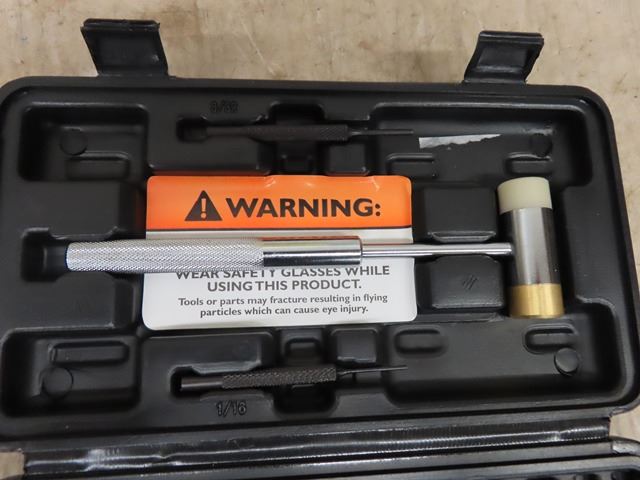 3/32
WARNING:
WEAR SAFETY GLASSES WHILE
USING THIS PRODUCT.
Tools or parts may fracture resulting in flying
particles which can cause eye injury.
1/16